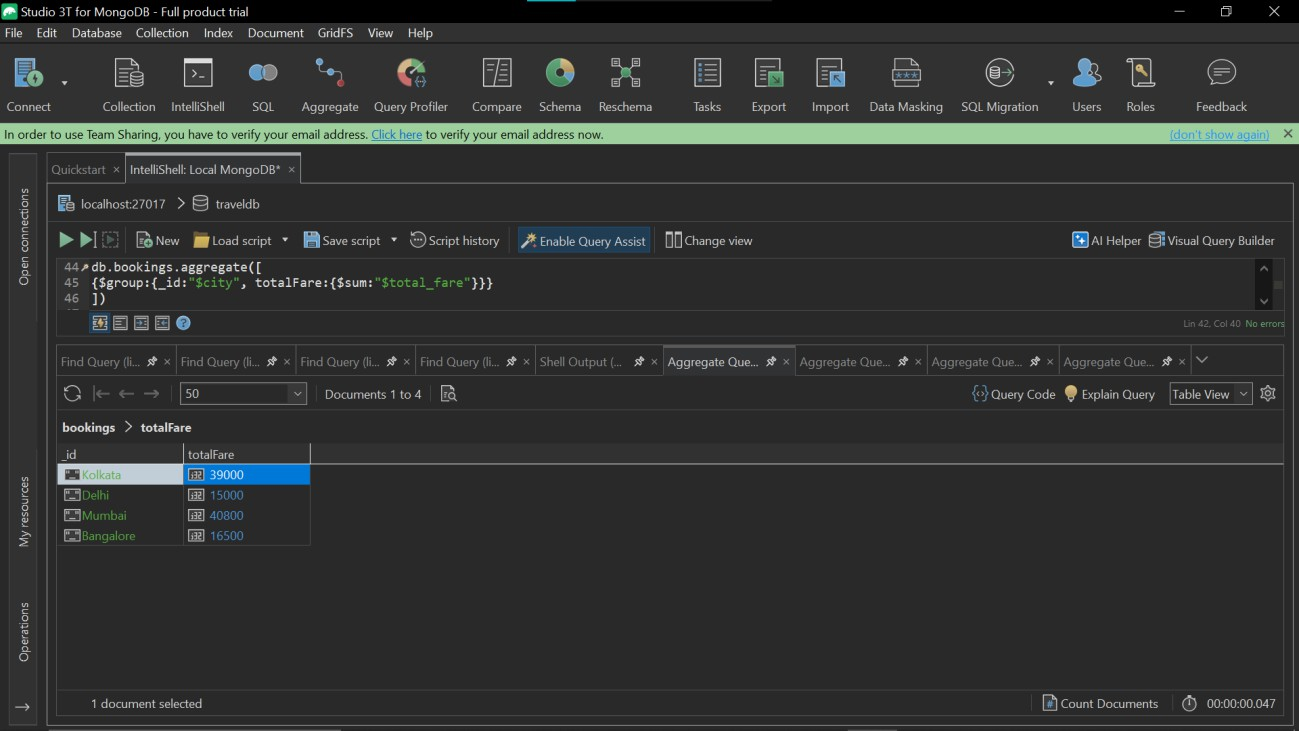 Studio 3T for MongoDB - Full product trial
File Edit Database Collection Index Document GridFS View Help
Connect Collection IntelliShell SQL Aggregate Query Profiler Compare Schema Reschema Tasks Export Import Data Masking SQL Migration Users Roles Feedback
In order to use Team Sharing, you have to verify your email address. Click here to verify your email address now. (don't show again)
Open connections
My resources
Operations
Quickstart IntelliShell: Local MongoDB*
localhost:27017 traveldb
New Load script Save script Script history Enable Query Assist Change view AI Helper Visual Query Builder
44 db.bookings.aggregate([
45 {$group:{_id:"$city", totalFare:{$sum:"$total_fare"}}}
46 ])
Lin 42, Col 40 No errors
Find Query (li... Find Query (li... Find Query (li... Find Query (li... Shell Output (... Aggregate Que... Aggregate Que... Aggregate Que... Aggregate Que...
50 Documents 1 to 4 Query Code Explain Query Table View
bookings > totalFare
_id totalFare
Kolkata i32 39000
Delhi i32 15000
Mumbai i32 40800
Bangalore i32 16500
1 document selected Count Documents 00:00:00.047